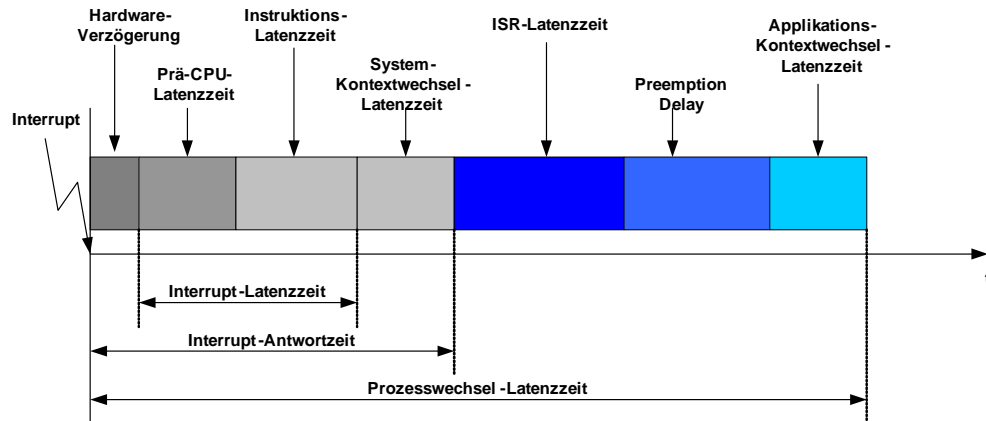 Hardware-
Verzögerung
Prä-CPU-
Latenzzeit
Instruktions-
Latenzzeit
System-
Kontextwechsel-
Latenzzeit
ISR-Latenzzeit
Preemption
Delay
Applikations-
Kontextwechsel-
Latenzzeit
Interrupt
Interrupt-Latenzzeit
Interrupt-Antwortzeit
Prozesswechsel-Latenzzeit